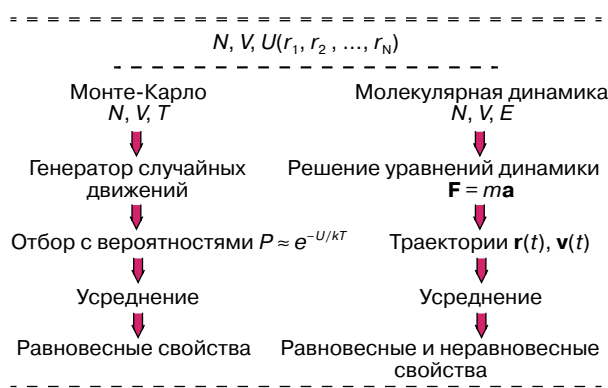 N, V, U(r₁, r₂ , ..., r_N)
Монте-Карло
N, V, T
Генератор случайных
движений
Отбор с вероятностями P ≈ e^{−U/kT}
Усреднение
Равновесные свойства
Молекулярная динамика
N, V, E
Решение уравнений динамики
F = ma
Траектории r(t), v(t)
Усреднение
Равновесные и неравновесные
свойства